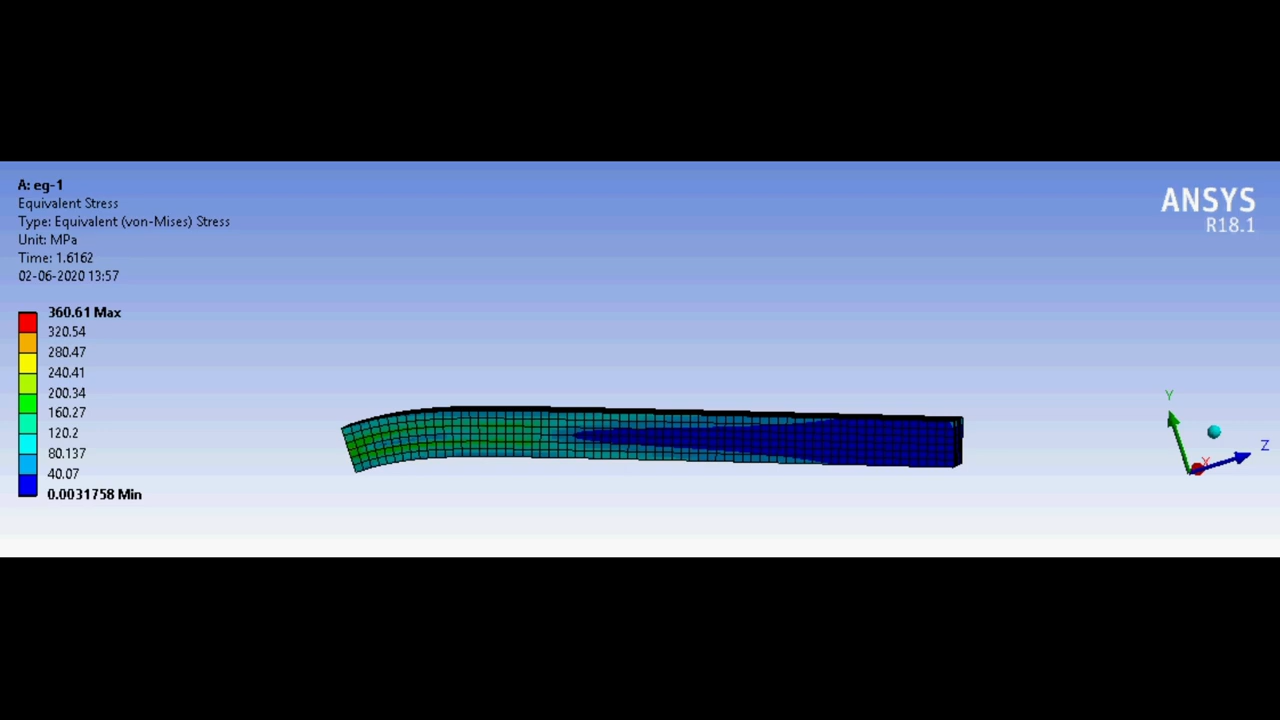 A: eg-1
Equivalent Stress
Type: Equivalent (von-Mises) Stress
Unit: MPa
Time: 1.6162
02-06-2020 13:57
360.61 Max
320.54
280.47
240.41
200.34
160.27
120.2
80.137
40.07
0.0031758 Min
ANSYS
R18.1
Y
X
Z